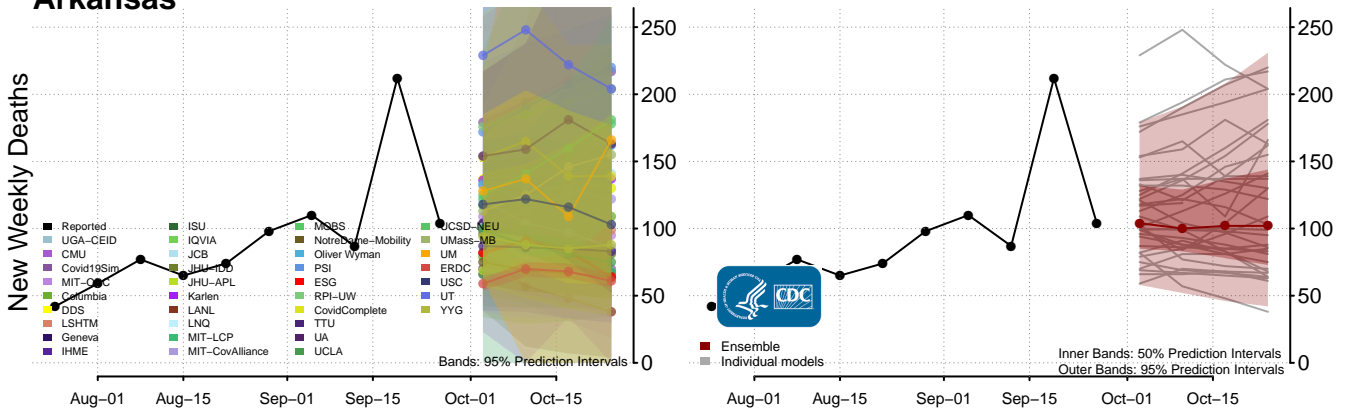 Arkansas
New Weekly Deaths
250
200
150
100
50
0
Reported
UGA−CEID
CMU
Covid19Sim
Columbia
DDS
LSHTM
Geneva
IHME
ISU
IQVIA
JCB
JHU−IDD
JHU−APL
Karlen
LANL
LNQ
MIT−LCP
MIT−CovAlliance
MOBS
NotreDame−Mobility
Oliver Wyman
PSI
ESG
RPI−UW
CovidComplete
TTU
UA
UCLA
UCSD−NEU
UMass−MB
UM
ERDC
USC
UT
YYG
Bands: 95% Prediction Intervals
Aug−01
Aug−15
Sep−01
Sep−15
Oct−01
Oct−15
250
200
150
100
50
0
CDC
Ensemble
Individual models
Inner Bands: 50% Prediction Intervals
Outer Bands: 95% Prediction Intervals
Aug−01
Aug−15
Sep−01
Sep−15
Oct−01
Oct−15